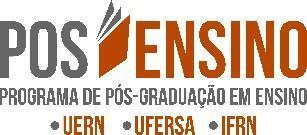 POS ENSINO
PROGRAMA DE PÓS-GRADUAÇÃO EM ENSINO
• UERN • UFERSA • IFRN